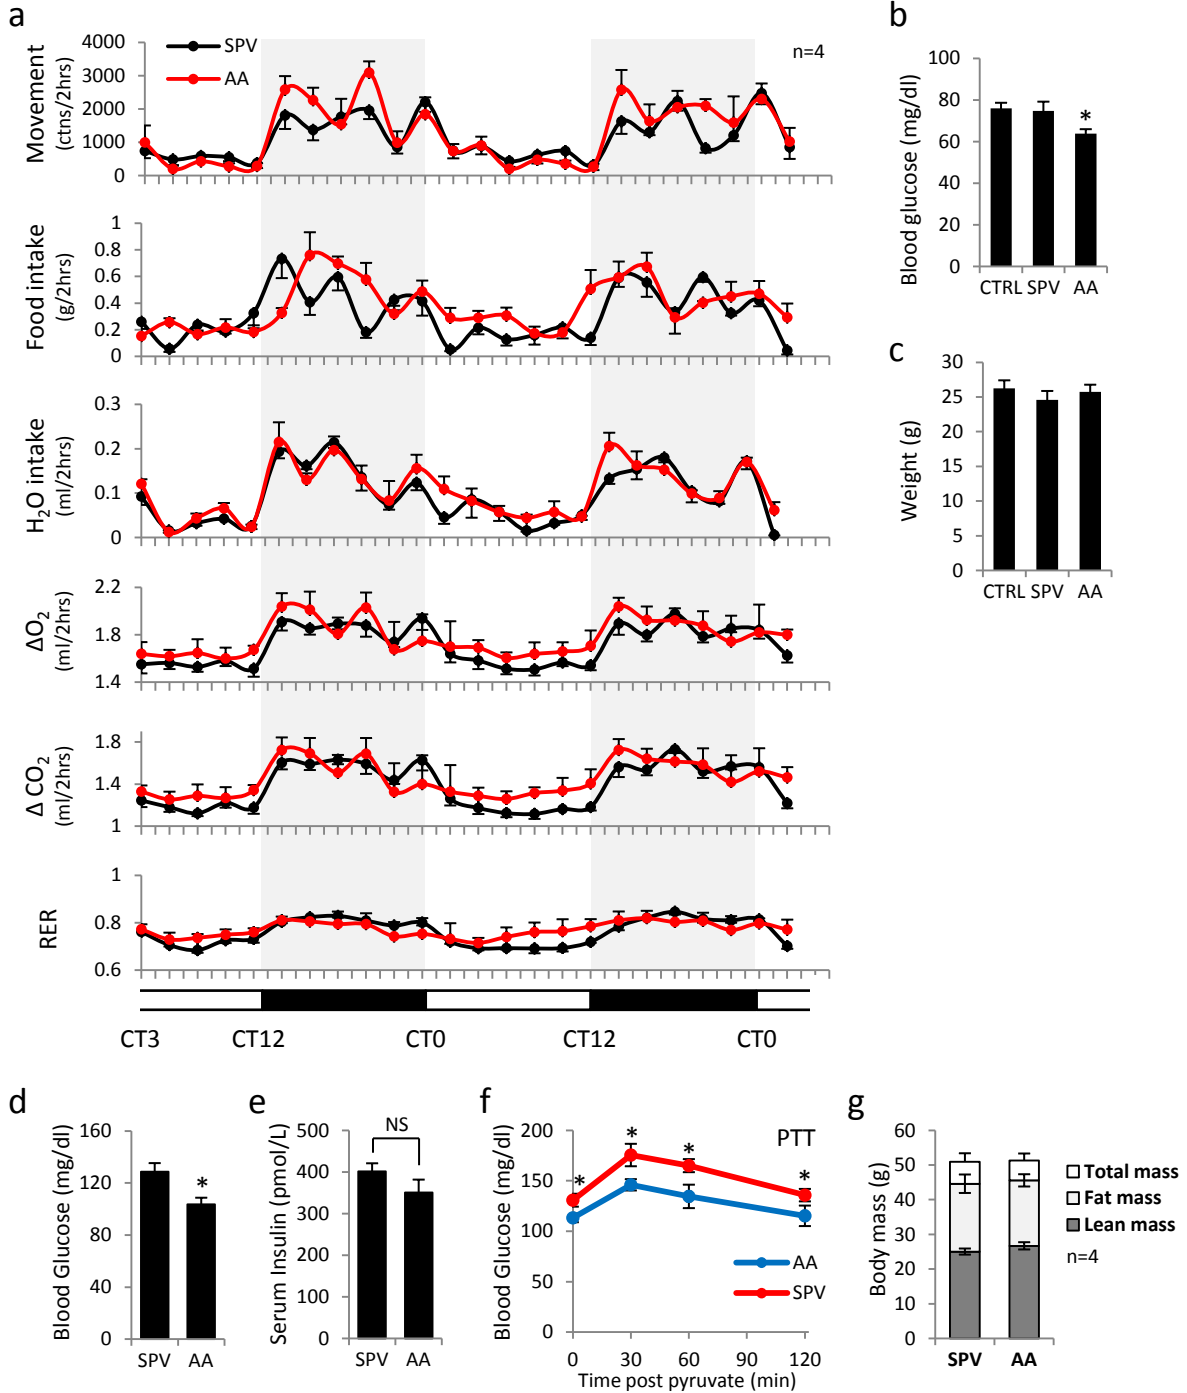 a
Movement
(ctns/2hrs)
4000
3000
2000
1000
0
SPV
AA
n=4
Food intake
(g/2hrs)
1
0.8
0.6
0.4
0.2
0
H2O intake
(ml/2hrs)
0.3
0.2
0.1
0
ΔO2
(ml/2hrs)
2.2
1.8
1.4
Δ CO2
(ml/2hrs)
1.8
1.4
1
RER
1
0.8
0.6
CT3 CT12 CT0 CT12 CT0
b
Blood glucose (mg/dl)
100
80
60
40
20
0
*
CTRL SPV AA
c
Weight (g)
30
25
20
15
10
5
0
CTRL SPV AA
d
Blood Glucose (mg/dl)
160
120
80
40
0
*
SPV AA
e
Serum Insulin (pmol/L)
500
400
300
200
100
0
NS
SPV AA
f
Blood Glucose (mg/dl)
200
150
100
50
0
PTT
* * * *
AA
SPV
0 30 60 90 120
Time post pyruvate (min)
g
Body mass (g)
60
50
40
30
20
10
0
Total mass
Fat mass
Lean mass
n=4
SPV AA